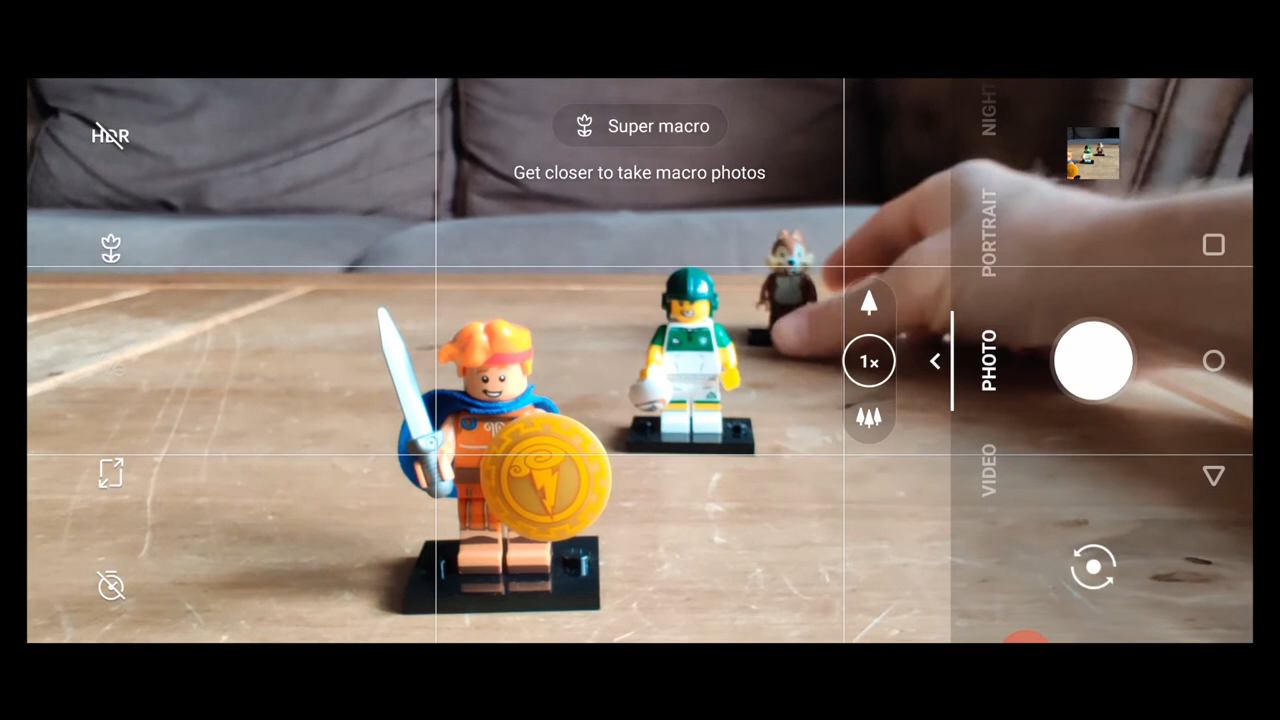 HDR
Super macro
Get closer to take macro photos
1×
NIGHT
PORTRAIT
PHOTO
VIDEO